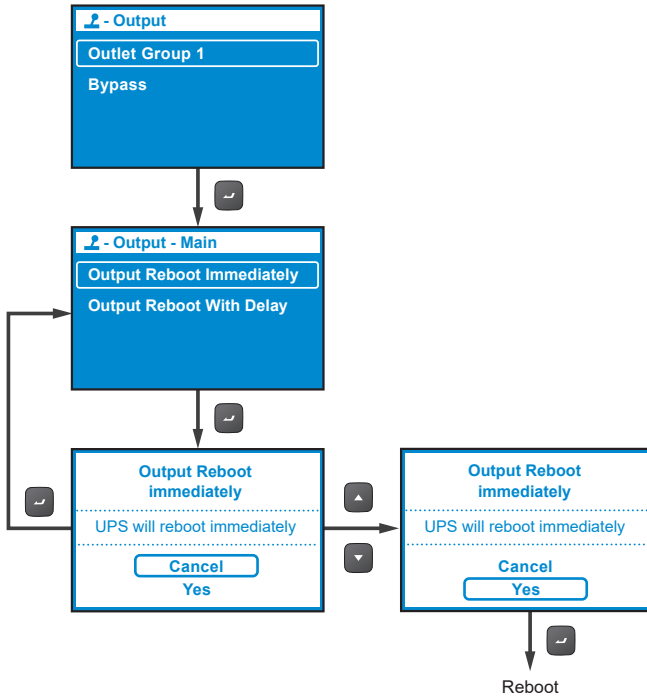 - Output
Outlet Group 1
Bypass
- Output - Main
Output Reboot Immediately
Output Reboot With Delay
Output Reboot
immediately
UPS will reboot immediately
Cancel
Yes
Output Reboot
immediately
UPS will reboot immediately
Cancel
Yes
Reboot